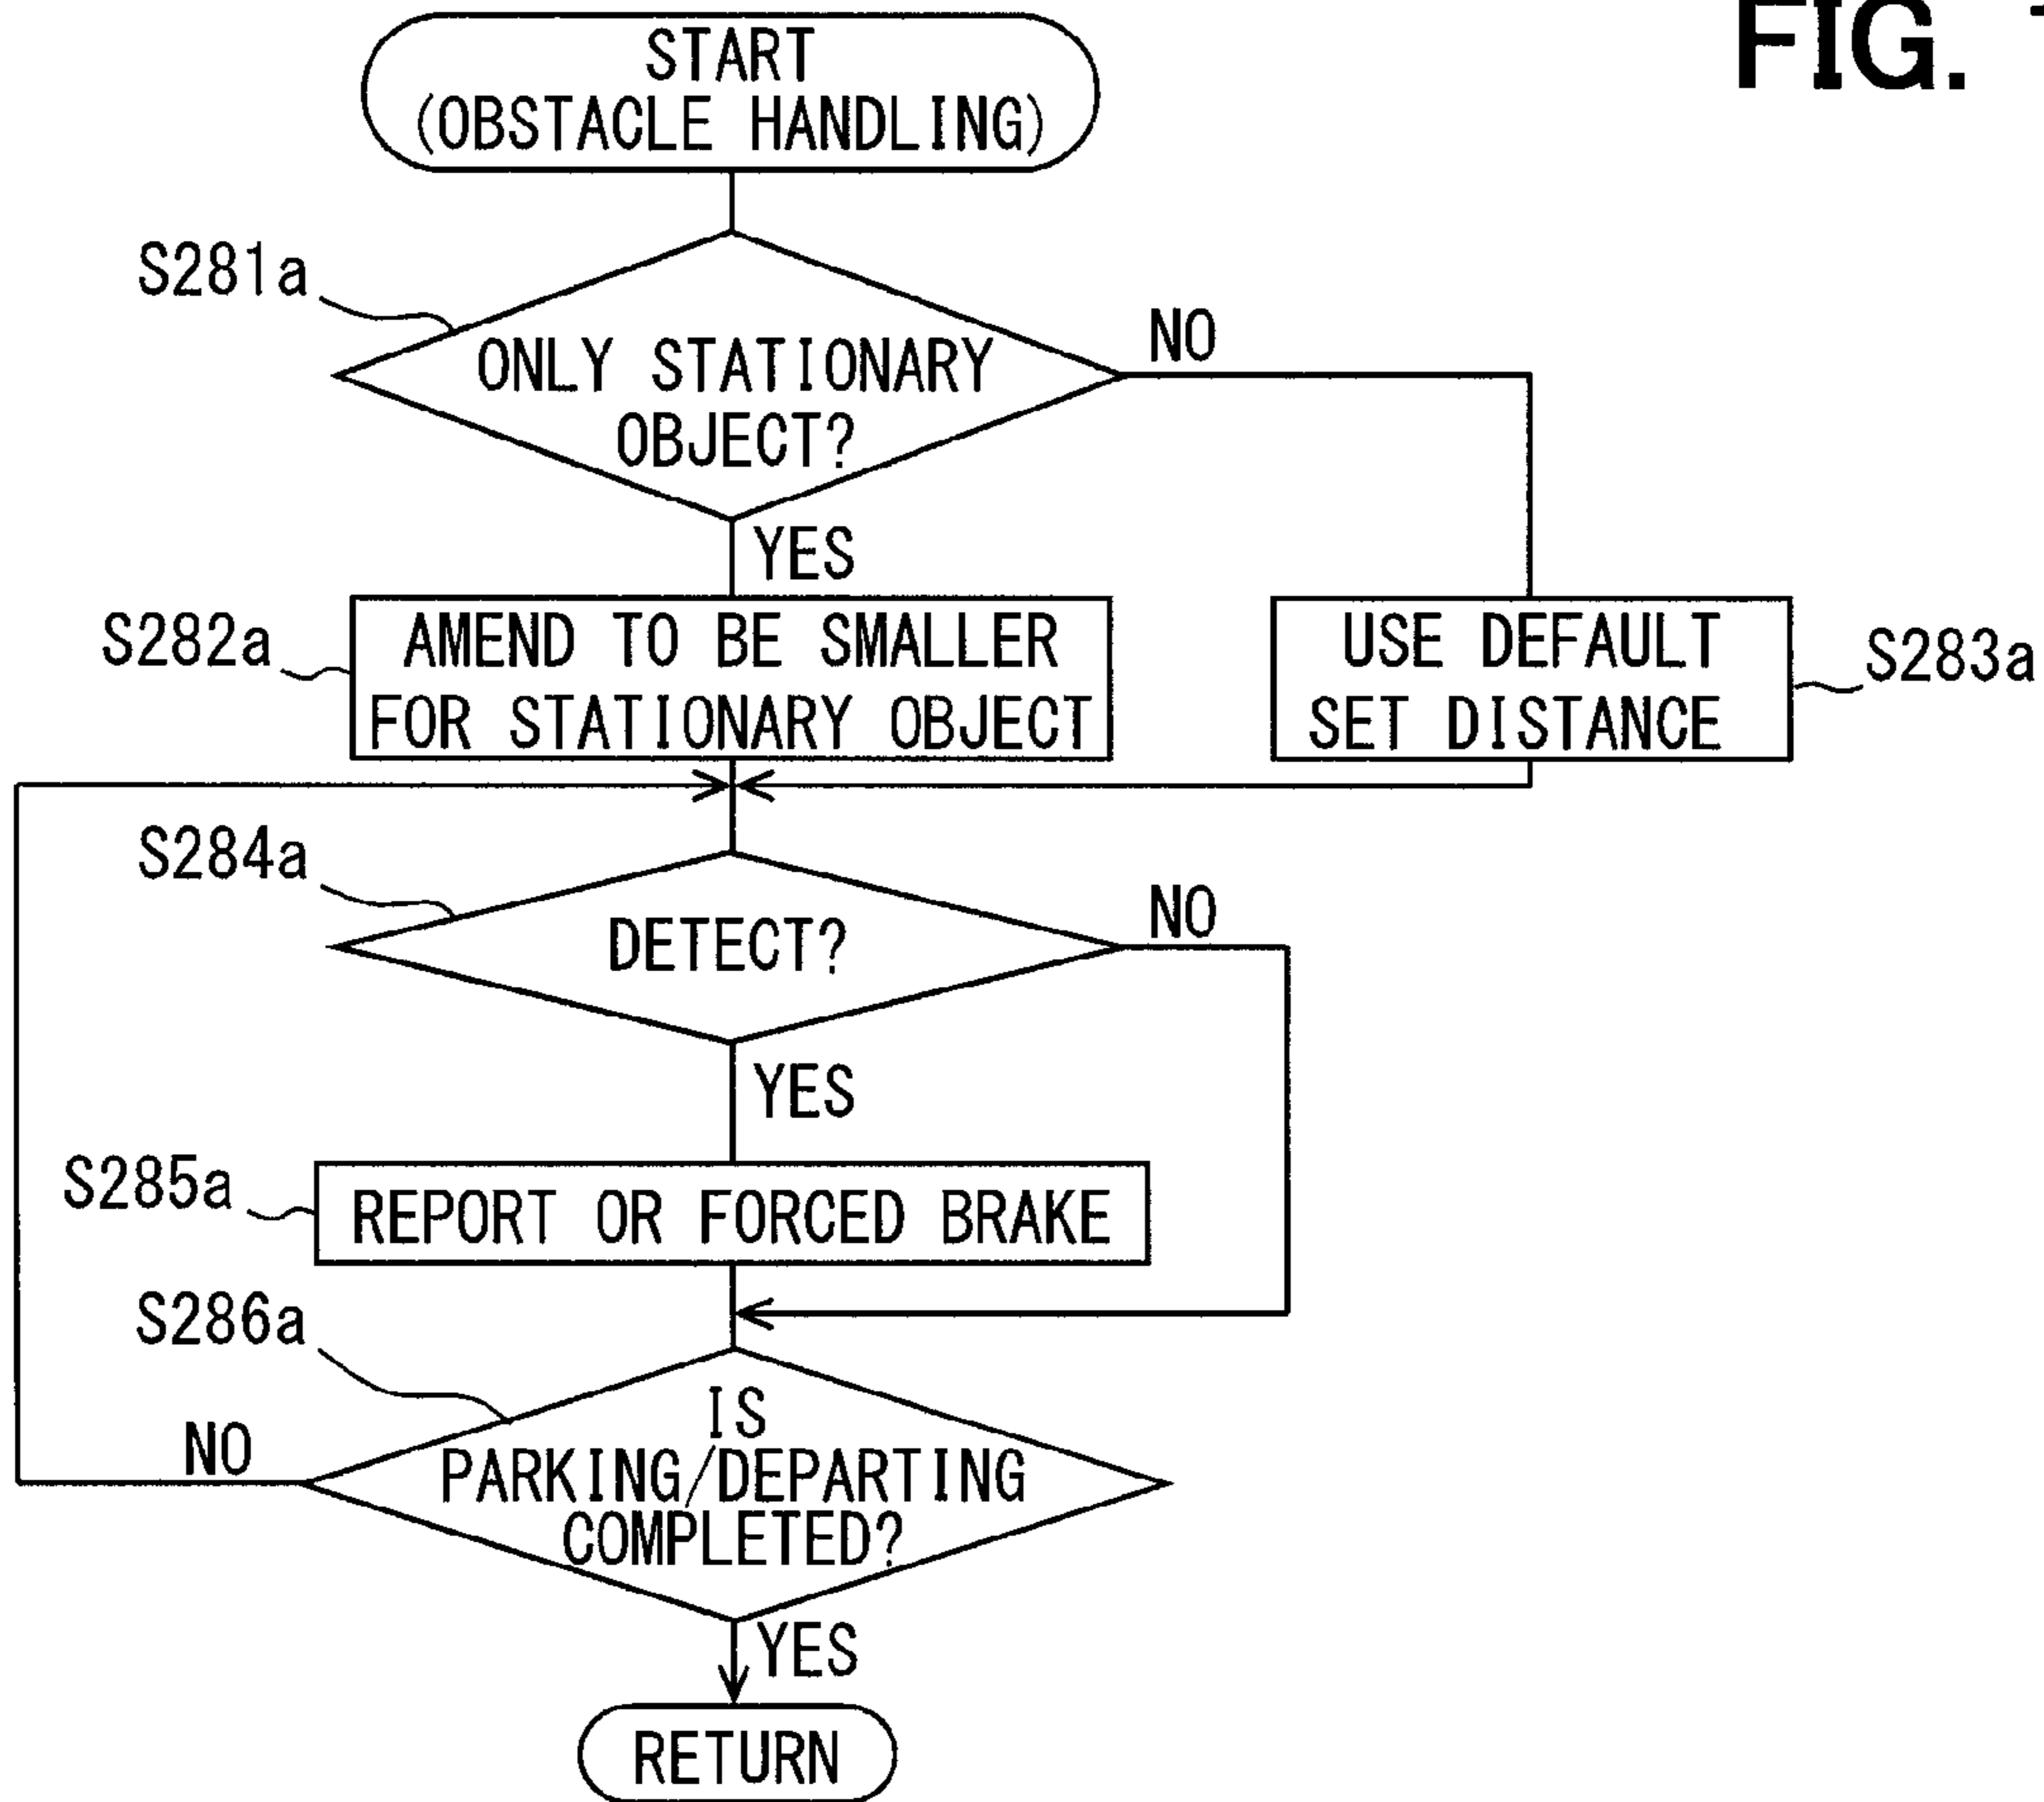 FIG.
START
(OBSTACLE HANDLING)
S281a
ONLY STATIONARY
OBJECT?
NO
YES
S282a
AMEND TO BE SMALLER
FOR STATIONARY OBJECT
USE DEFAULT
SET DISTANCE
S283a
S284a
DETECT?
NO
YES
S285a
REPORT OR FORCED BRAKE
S286a
IS
PARKING/DEPARTING
COMPLETED?
NO
YES
RETURN